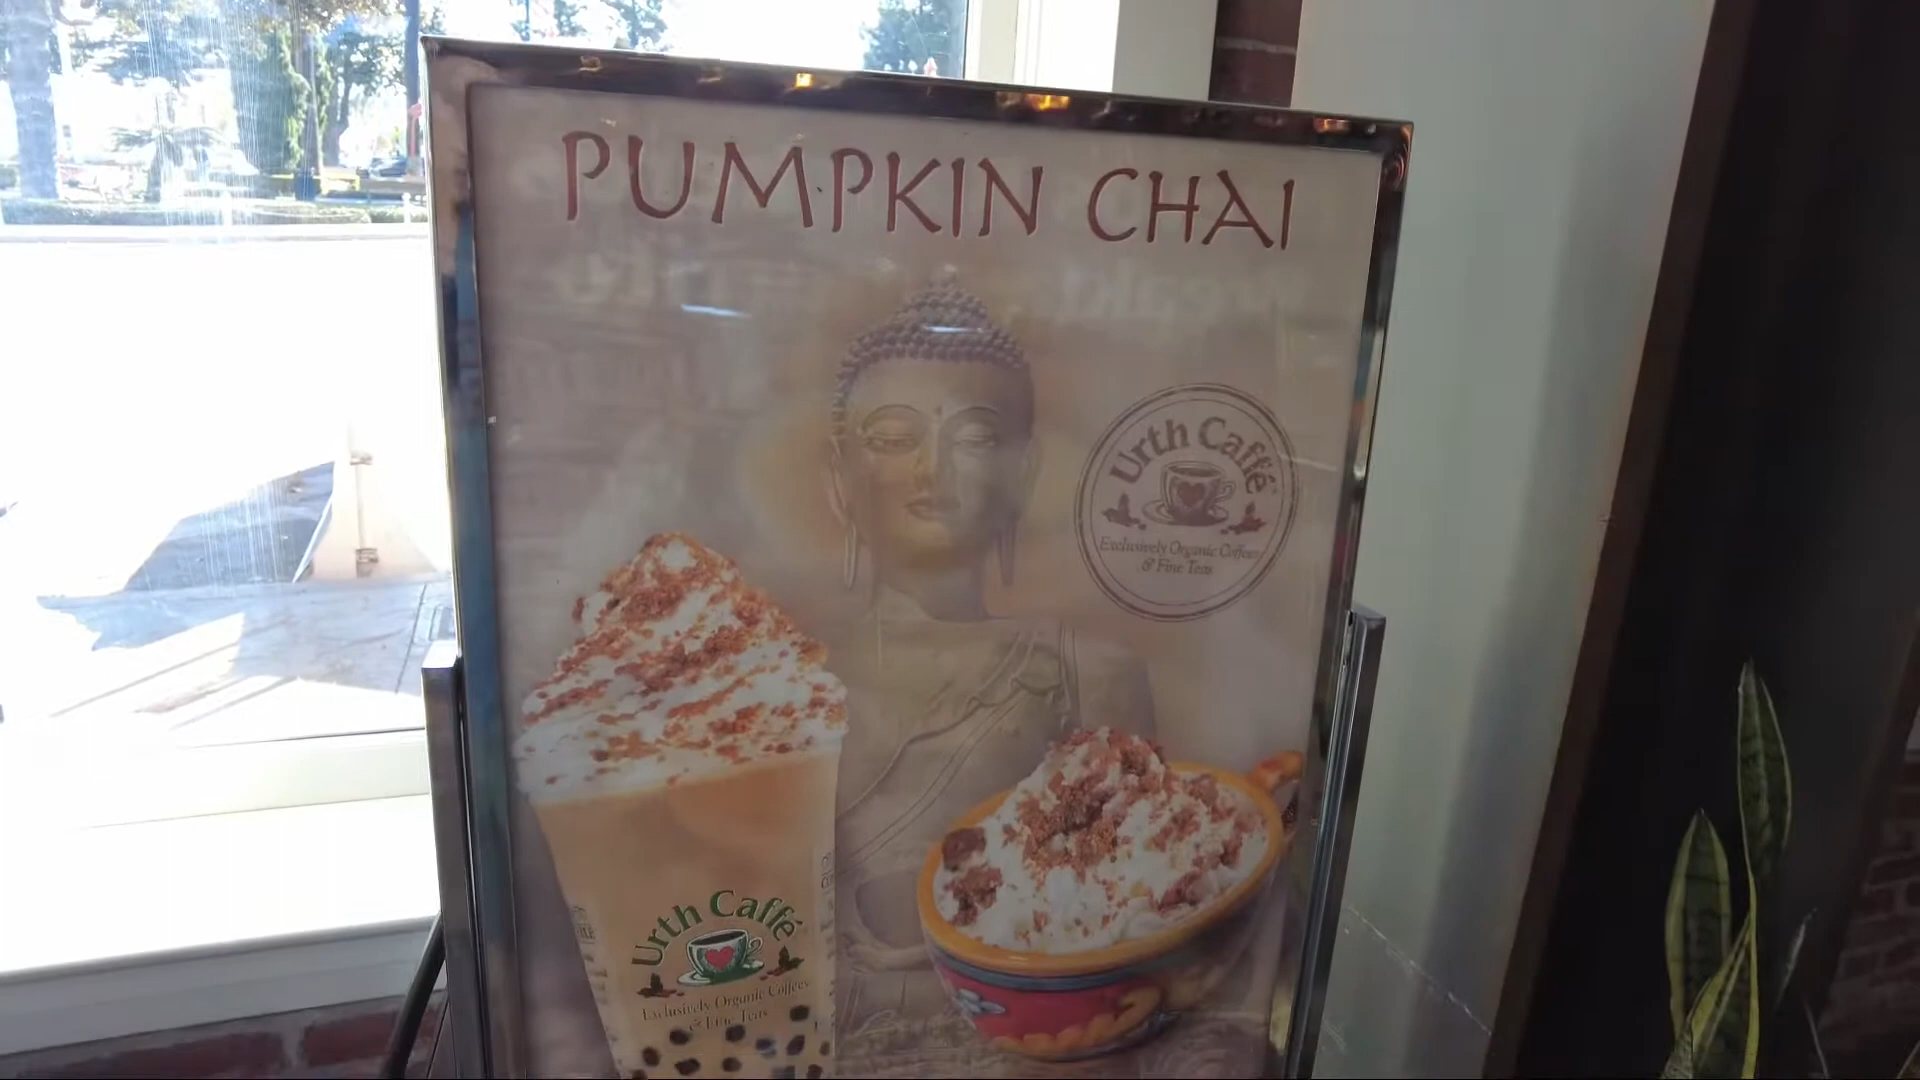 PUMPKIN CHAI
Urth Caffé
Exclusively Organic Coffees
& Fine Teas
Urth Caffé
Exclusively Organic Coffees
& Fine Teas